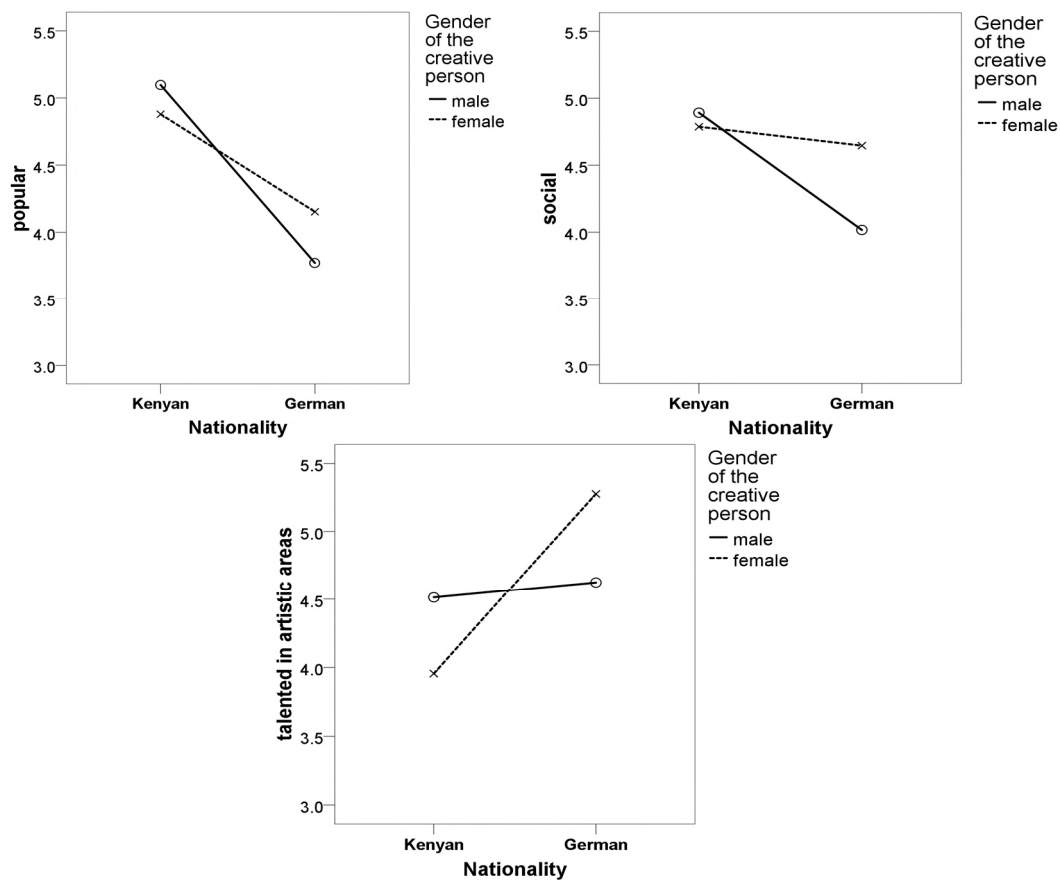 popular
5.5
5.0
4.5
4.0
3.5
3.0
Kenyan German
Nationality
Gender
of the
creative
person
male
female
social
5.5
5.0
4.5
4.0
3.5
3.0
Kenyan German
Nationality
Gender
of the
creative
person
male
female
talented in artistic areas
5.5
5.0
4.5
4.0
3.5
3.0
Kenyan German
Nationality
Gender
of the
creative
person
male
female